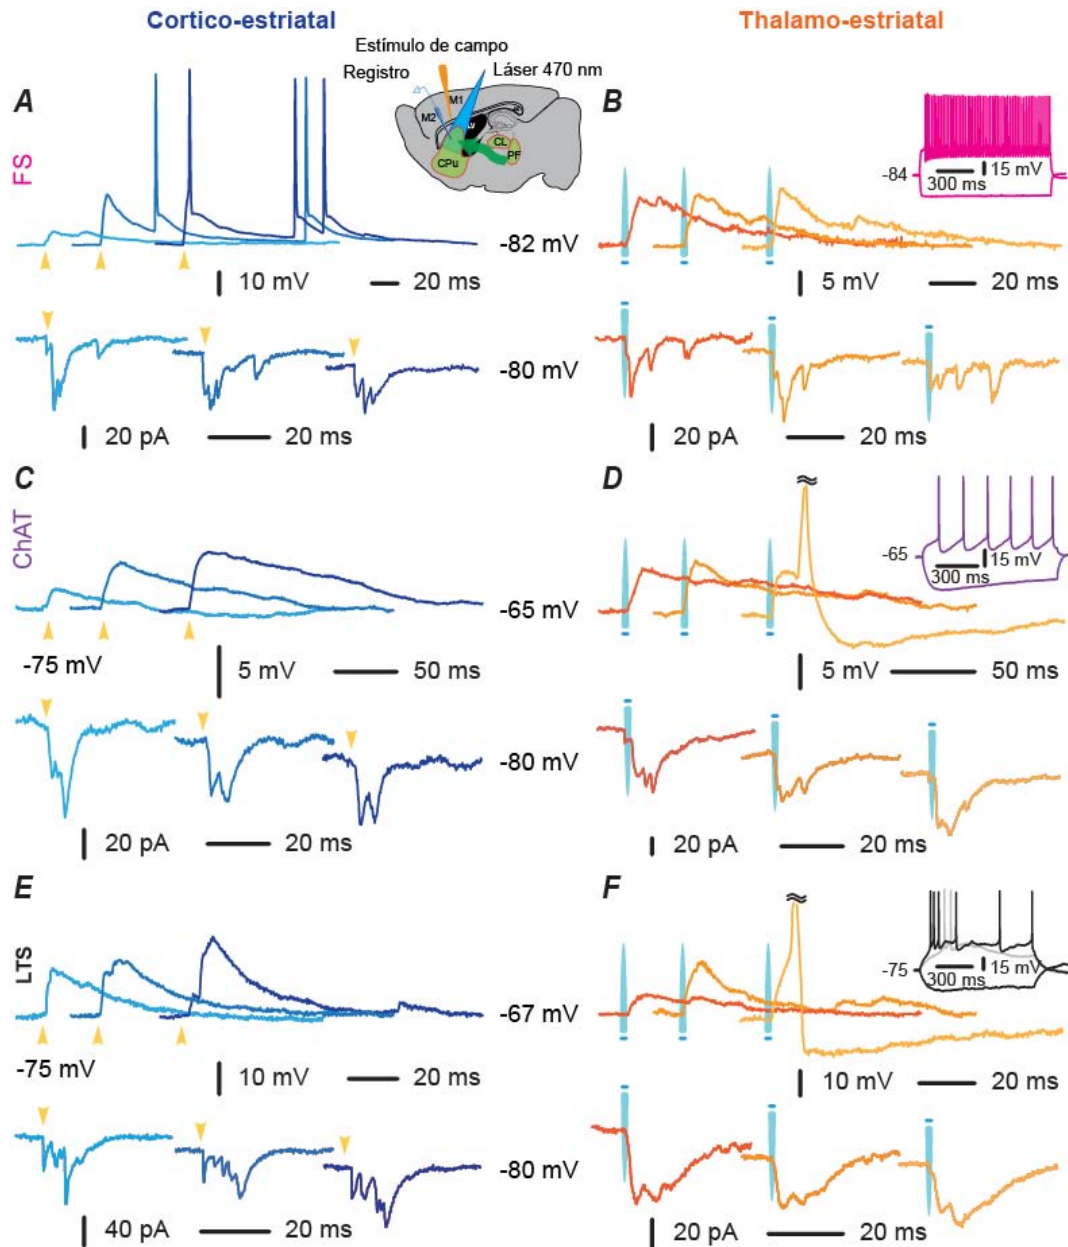 Cortico-estriatal
Thalamo-estriatal
Estímulo de campo
Registro
Láser 470 nm
M1
M2
CPu
CL
PF
A
FS
-82 mV
10 mV
20 ms
-80 mV
20 pA
20 ms
B
-84
15 mV
300 ms
5 mV
20 ms
20 pA
20 ms
C
ChAT
-65 mV
-75 mV
5 mV
50 ms
-80 mV
20 pA
20 ms
D
-65
15 mV
300 ms
5 mV
50 ms
20 pA
20 ms
E
LTS
-67 mV
-75 mV
10 mV
20 ms
-80 mV
40 pA
20 ms
F
-75
15 mV
300 ms
10 mV
20 ms
20 pA
20 ms